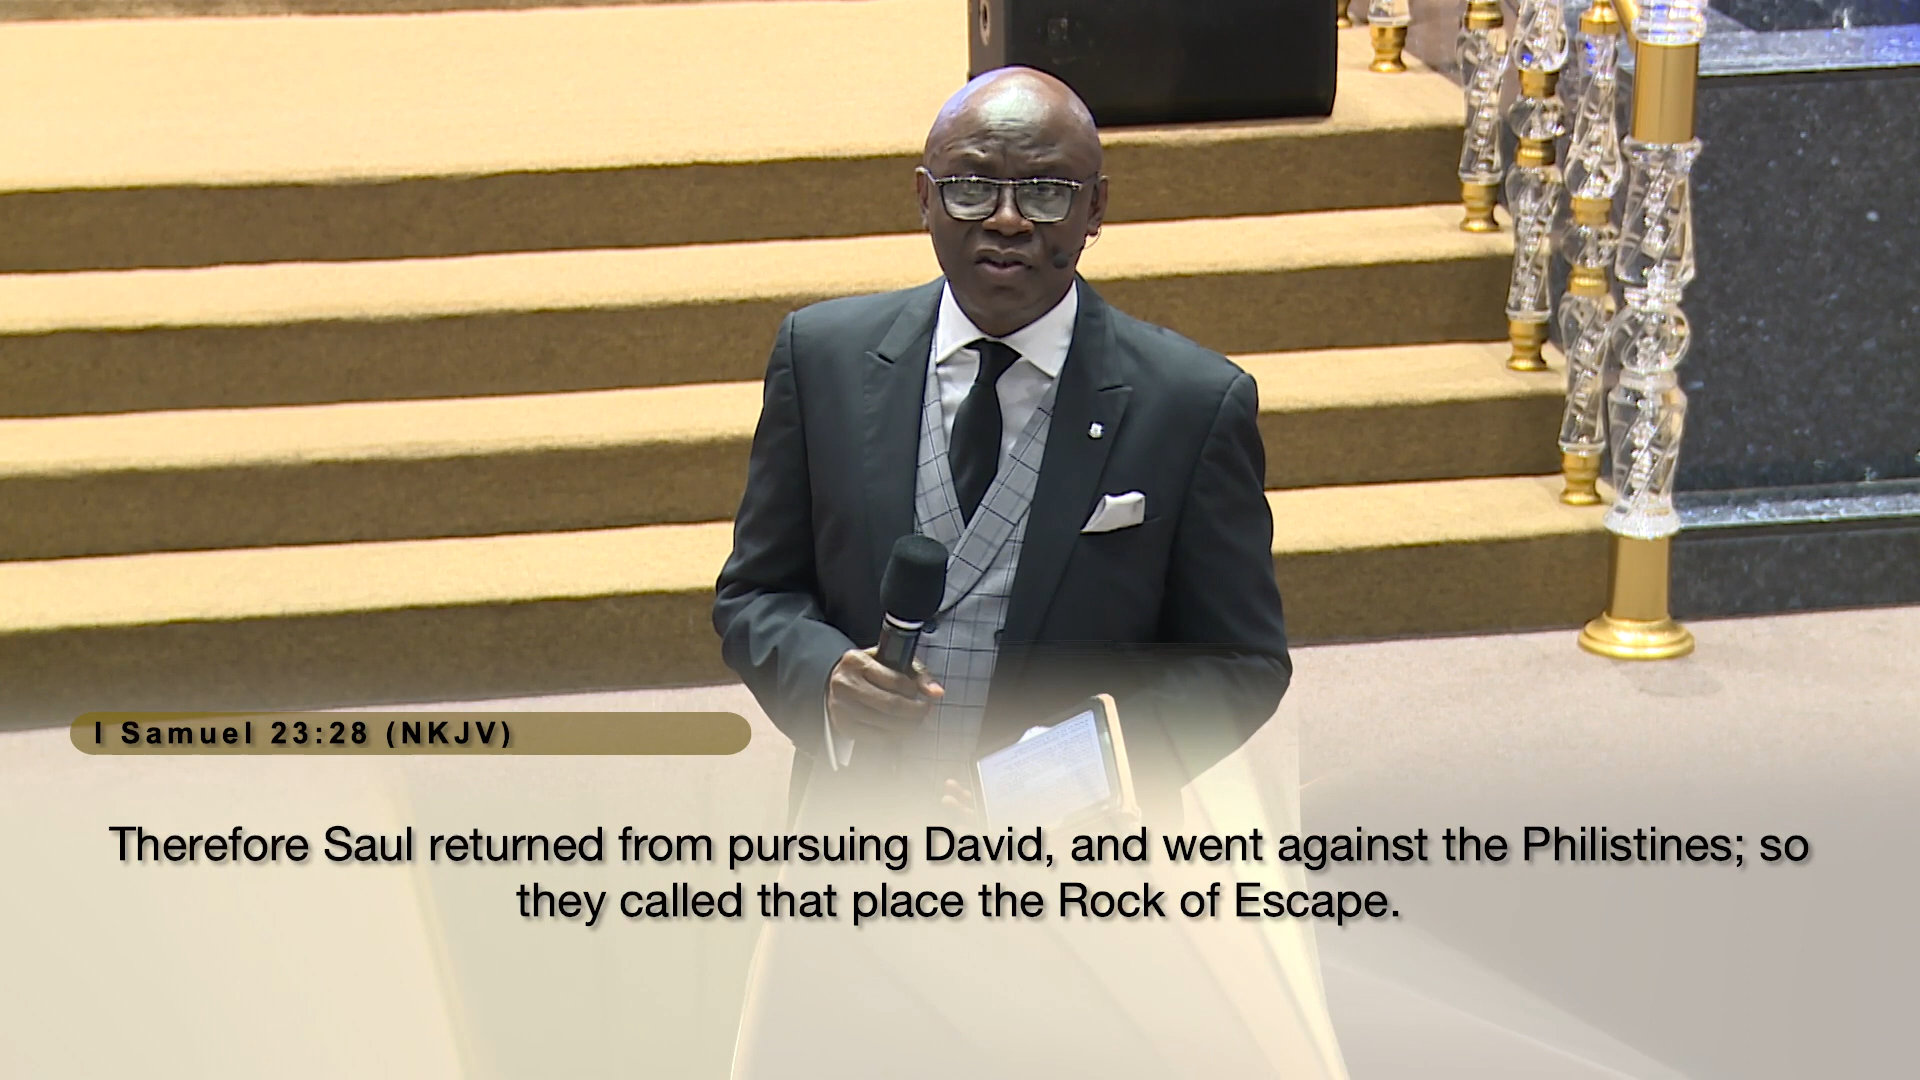 I Samuel 23:28 (NKJV)
Therefore Saul returned from pursuing David, and went against the Philistines; so
they called that place the Rock of Escape.